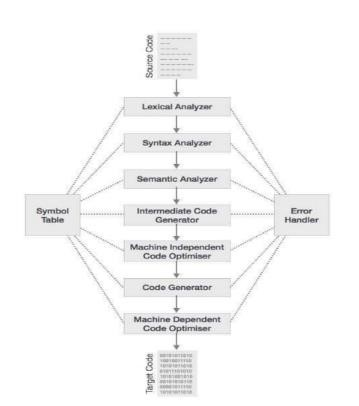 Source Code
Lexical Analyzer
Syntax Analyzer
Semantic Analyzer
Symbol
Table
Intermediate Code
Generator
Error
Handler
Machine Independent
Code Optimiser
Code Generator
Machine Dependent
Code Optimiser
Target Code